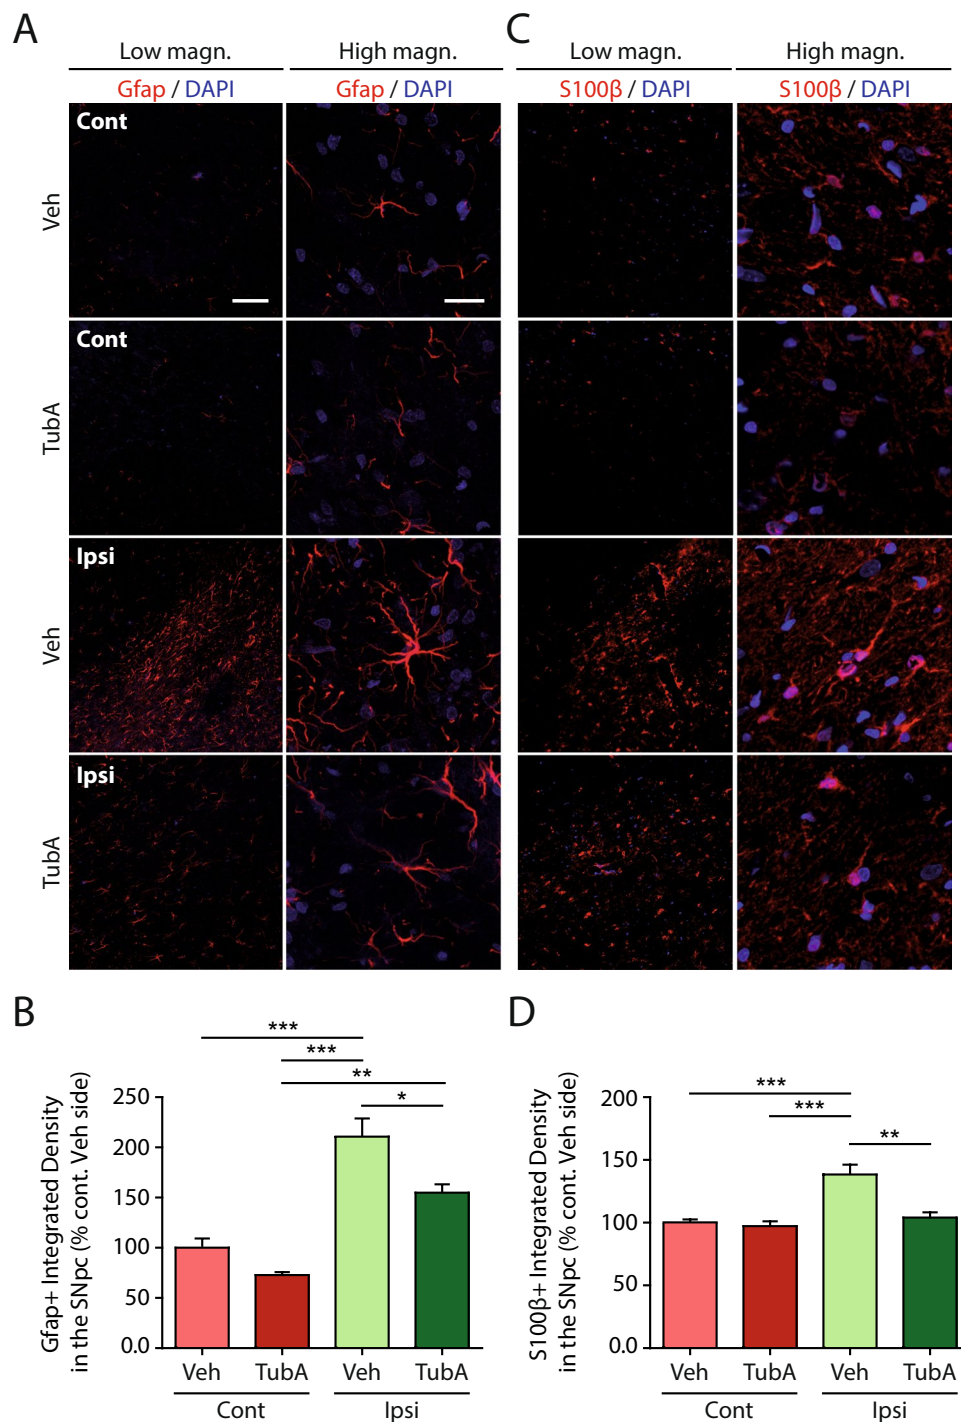 A
C
Low magn.
High magn.
Low magn.
High magn.
Gfap / DAPI
Gfap / DAPI
S100β / DAPI
S100β / DAPI
Cont
Veh
Cont
TubA
Ipsi
Veh
Ipsi
TubA
B
***
***
**
*
Gfap+ Integrated Density
in the SNpc (% cont. Veh side)
250
200
150
100
50
0.0
Veh
TubA
Veh
TubA
Cont
Ipsi
D
***
***
**
S100β+ Integrated Density
in the SNpc (% cont. Veh side)
200
150
100
50
0.0
Veh
TubA
Veh
TubA
Cont
Ipsi